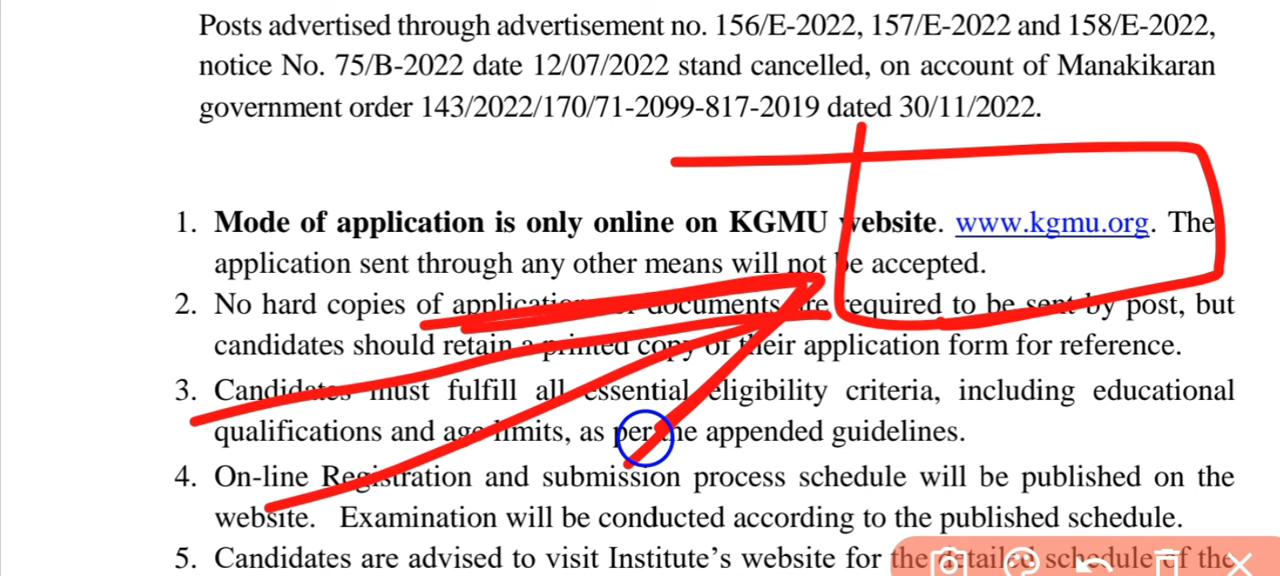 Posts advertised through advertisement no. 156/E-2022, 157/E-2022 and 158/E-2022,
notice No. 75/B-2022 date 12/07/2022 stand cancelled, on account of Manakikaran
government order 143/2022/170/71-2099-817-2019 dated 30/11/2022.
1. Mode of application is only online on KGMU website. www.kgmu.org. The
application sent through any other means will not be accepted.
2. No hard copies of application or documents are required to be sent by post, but
candidates should retain a printed copy of their application form for reference.
3. Candidates must fulfill all essential eligibility criteria, including educational
qualifications and age limits, as per the appended guidelines.
4. On-line Registration and submission process schedule will be published on the
website. Examination will be conducted according to the published schedule.
5. Candidates are advised to visit Institute's website for the detailed schedule of the